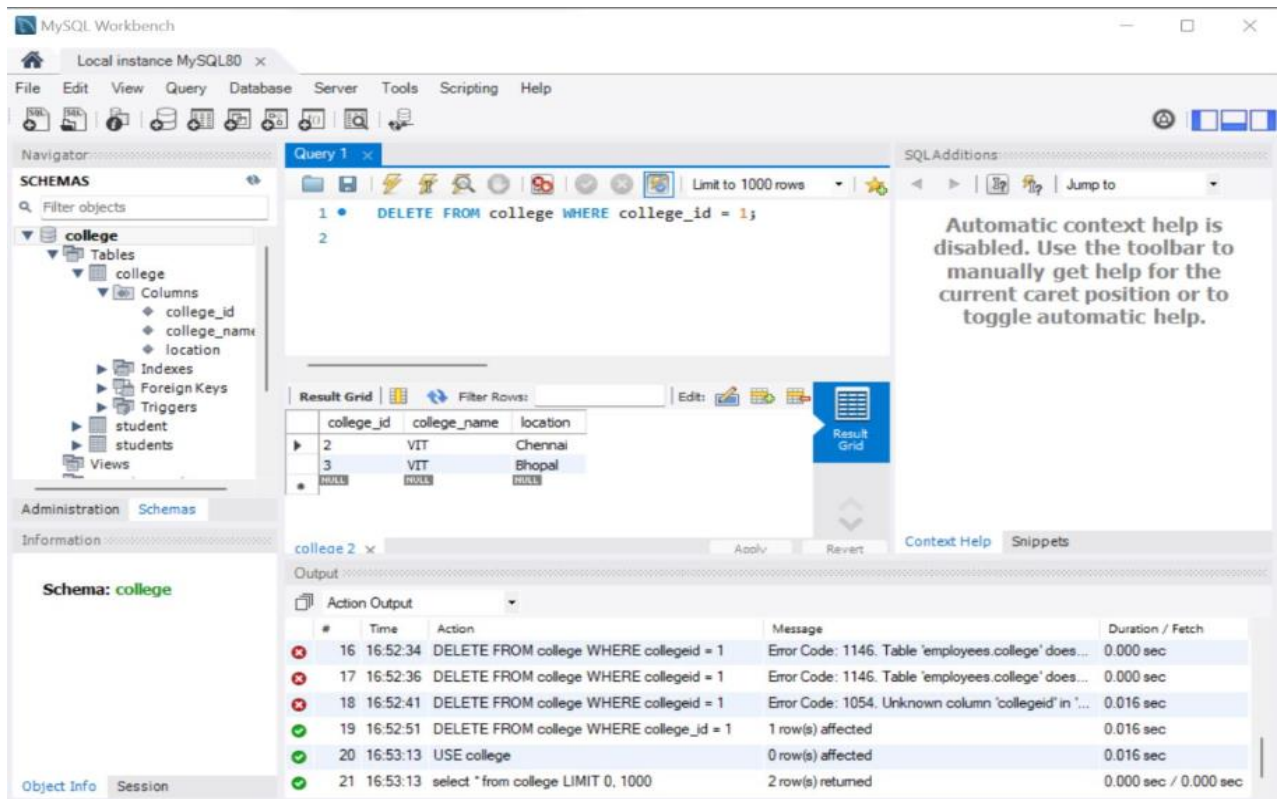 MySQL Workbench
Local instance MySQL80
File Edit View Query Database Server Tools Scripting Help
Navigator
SCHEMAS
Filter objects
college
Tables
college
Columns
college_id
college_name
location
Indexes
Foreign Keys
Triggers
student
students
Views
Administration Schemas
Information
Schema: college
Object Info Session
Query 1
Limit to 1000 rows
1 DELETE FROM college WHERE college_id = 1;
2
Result Grid Filter Rows: Edit:
college_id college_name location
2 VIT Chennai
3 VIT Bhopal
NULL NULL NULL
Result
Grid
college 2 Apply Revert
SQLAdditions
Jump to
Automatic context help is
disabled. Use the toolbar to
manually get help for the
current caret position or to
toggle automatic help.
Context Help Snippets
Output
Action Output
# Time Action Message Duration / Fetch
16 16:52:34 DELETE FROM college WHERE collegeid = 1 Error Code: 1146. Table 'employees.college' does... 0.000 sec
17 16:52:36 DELETE FROM college WHERE collegeid = 1 Error Code: 1146. Table 'employees.college' does... 0.000 sec
18 16:52:41 DELETE FROM college WHERE collegeid = 1 Error Code: 1054. Unknown column 'collegeid' in '... 0.016 sec
19 16:52:51 DELETE FROM college WHERE college_id = 1 1 row(s) affected 0.016 sec
20 16:53:13 USE college 0 row(s) affected 0.016 sec
21 16:53:13 select * from college LIMIT 0, 1000 2 row(s) returned 0.000 sec / 0.000 sec